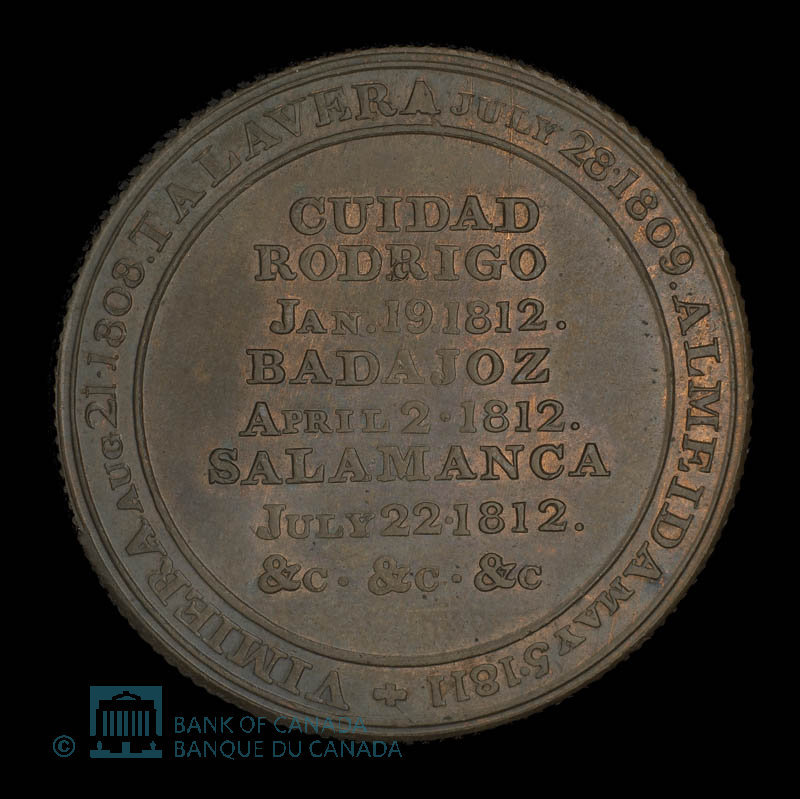 VIMIERA AUG 21 · 1808 . TALAVERA JULY 28 · 1809 . ALMEIDA MAY 5 · 1811 +
CUIDAD
RODRIGO
JAN. 19. 1812.
BADAJOZ
APRIL 2 · 1812.
SALAMANCA
JULY 22 · 1812.
&C · &C · &C
© BANK OF CANADA
BANQUE DU CANADA